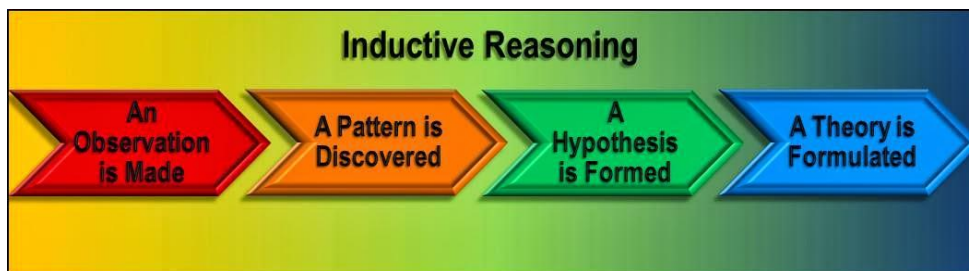 Inductive Reasoning
An
Observation
is Made
A Pattern is
Discovered
A
Hypothesis
is Formed
A Theory is
Formulated